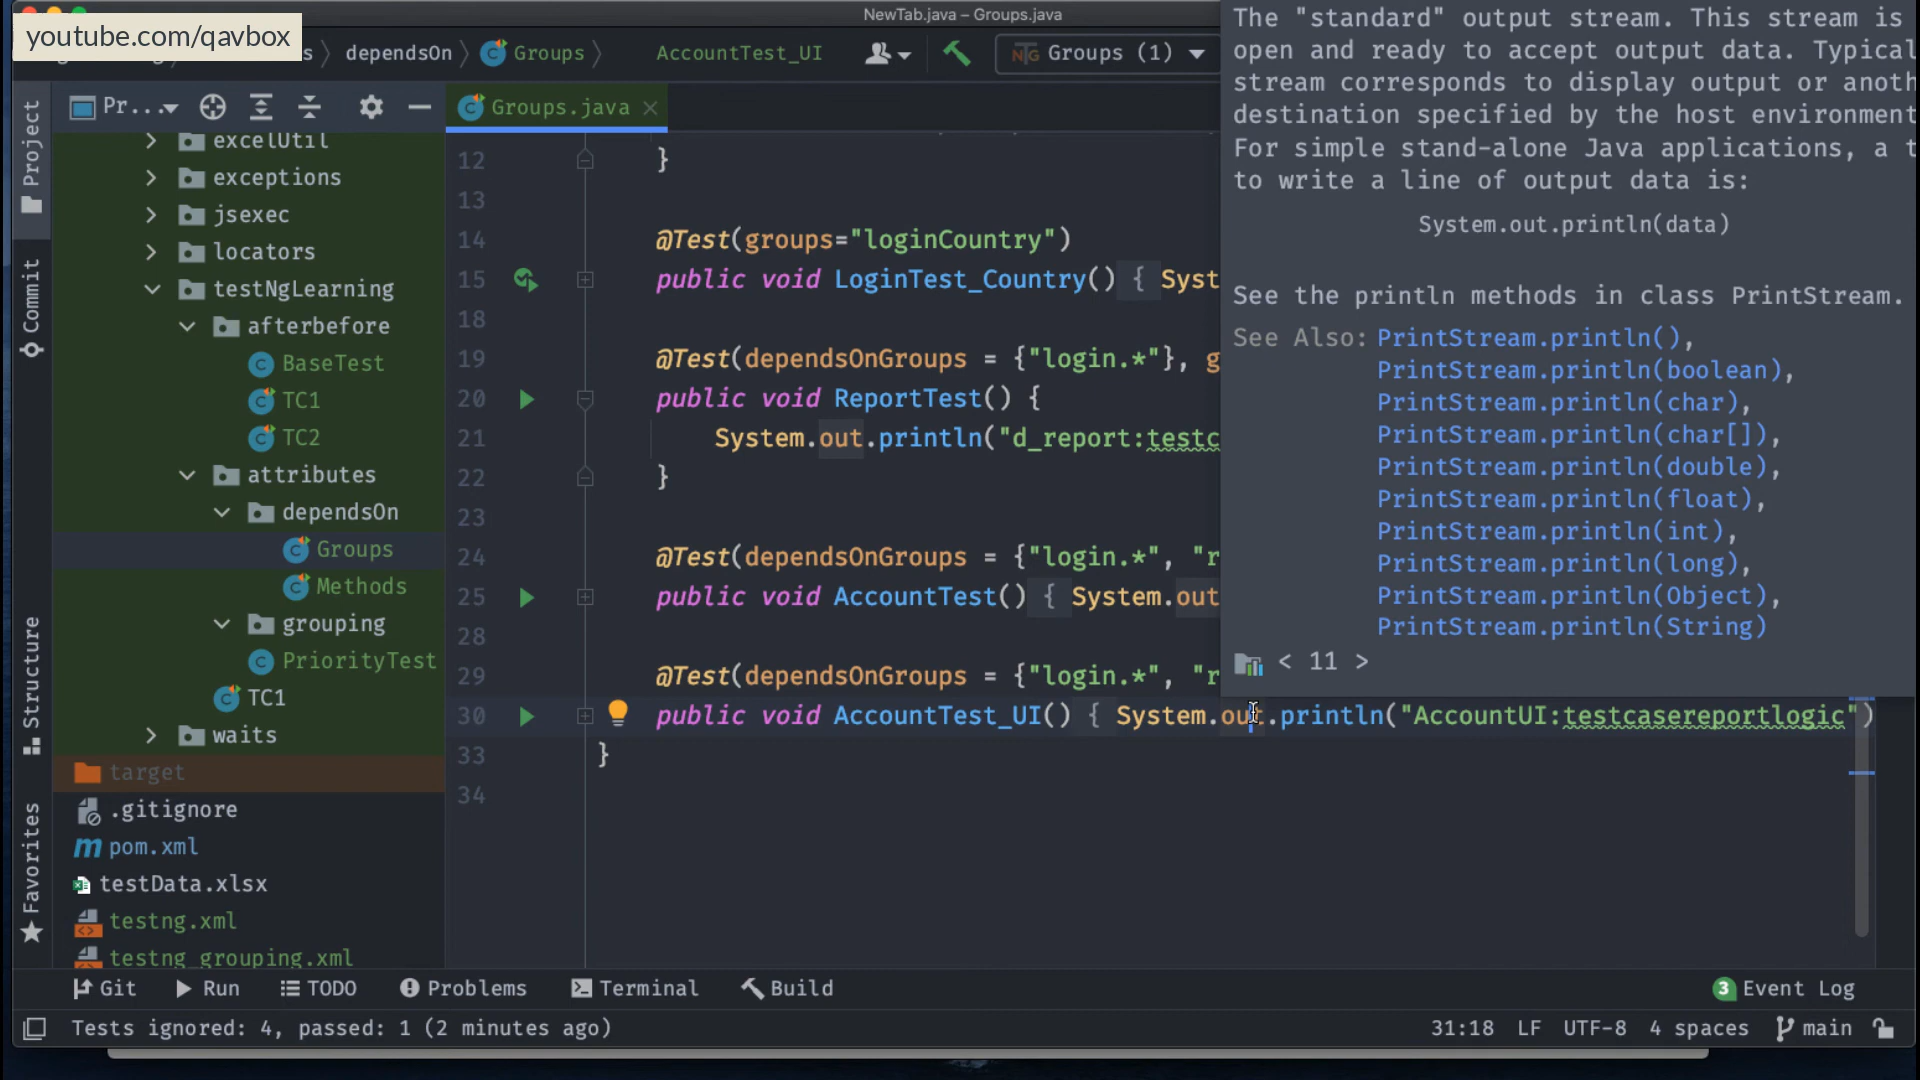 NewTab.java – Groups.java
youtube.com/qavbox
dependsOn
Groups
AccountTest_UI
Groups (1)
Project
Commit
Structure
Favorites
Pr...
excelUtil
exceptions
jsexec
locators
testNgLearning
afterbefore
BaseTest
TC1
TC2
attributes
dependsOn
Groups
Methods
grouping
PriorityTest
TC1
waits
target
.gitignore
pom.xml
testData.xlsx
testng.xml
testng_grouping.xml
Groups.java
12 }
13
14 @Test(groups="loginCountry")
15 public void LoginTest_Country() { Syst
18
19 @Test(dependsOnGroups = {"login.*"}, g
20 public void ReportTest() {
21 System.out.println("d_report:testc
22 }
23
24 @Test(dependsOnGroups = {"login.*", "r
25 public void AccountTest() { System.out
28
29 @Test(dependsOnGroups = {"login.*", "r
30 public void AccountTest_UI() { System.out.println("AccountUI:testcasereportlogic")
33 }
34
The "standard" output stream. This stream is
open and ready to accept output data. Typical
stream corresponds to display output or anoth
destination specified by the host environment
For simple stand-alone Java applications, a t
to write a line of output data is:
System.out.println(data)
See the println methods in class PrintStream.
See Also: PrintStream.println(),
PrintStream.println(boolean),
PrintStream.println(char),
PrintStream.println(char[]),
PrintStream.println(double),
PrintStream.println(float),
PrintStream.println(int),
PrintStream.println(long),
PrintStream.println(Object),
PrintStream.println(String)
< 11 >
Git Run TODO Problems Terminal Build
3 Event Log
Tests ignored: 4, passed: 1 (2 minutes ago)
31:18 LF UTF-8 4 spaces main